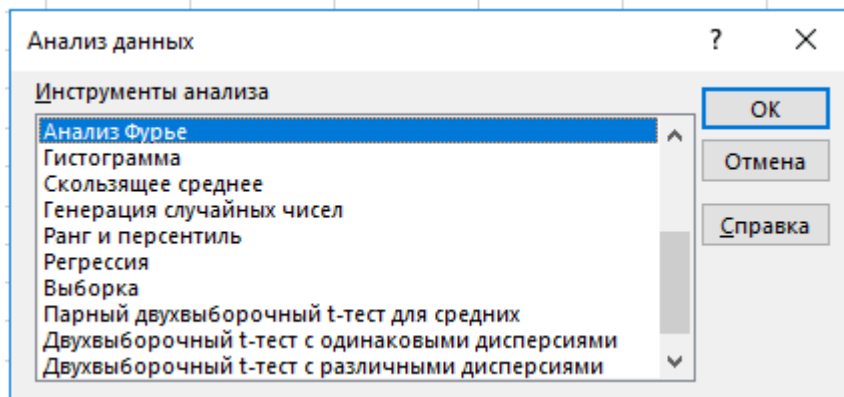 Анализ данных ?
Инструменты анализа
Анализ Фурье
Гистограмма
Скользящее среднее
Генерация случайных чисел
Ранг и персентиль
Регрессия
Выборка
Парный двухвыборочный t-тест для средних
Двухвыборочный t-тест с одинаковыми дисперсиями
Двухвыборочный t-тест с различными дисперсиями
ОК
Отмена
Справка